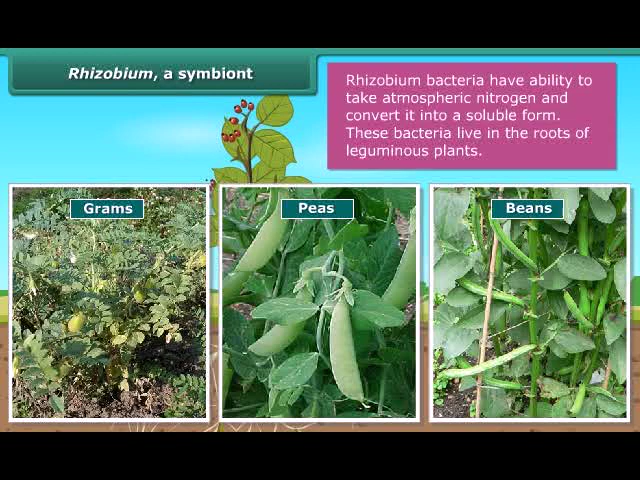 Rhizobium, a symbiont
Rhizobium bacteria have ability to
take atmospheric nitrogen and
convert it into a soluble form.
These bacteria live in the roots of
leguminous plants.
Grams
Peas
Beans